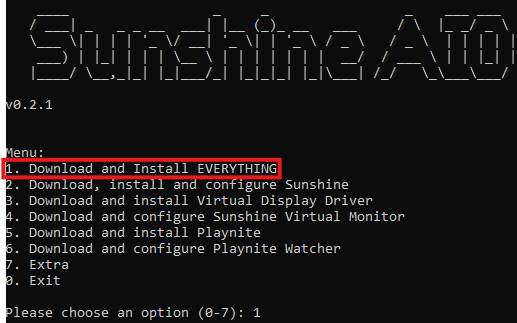 Sunshine AIO
v0.2.1
Menu:
1. Download and Install EVERYTHING
2. Download, install and configure Sunshine
3. Download and install Virtual Display Driver
4. Download and configure Sunshine Virtual Monitor
5. Download and install Playnite
6. Download and configure Playnite Watcher
7. Extra
0. Exit
Please choose an option (0-7): 1